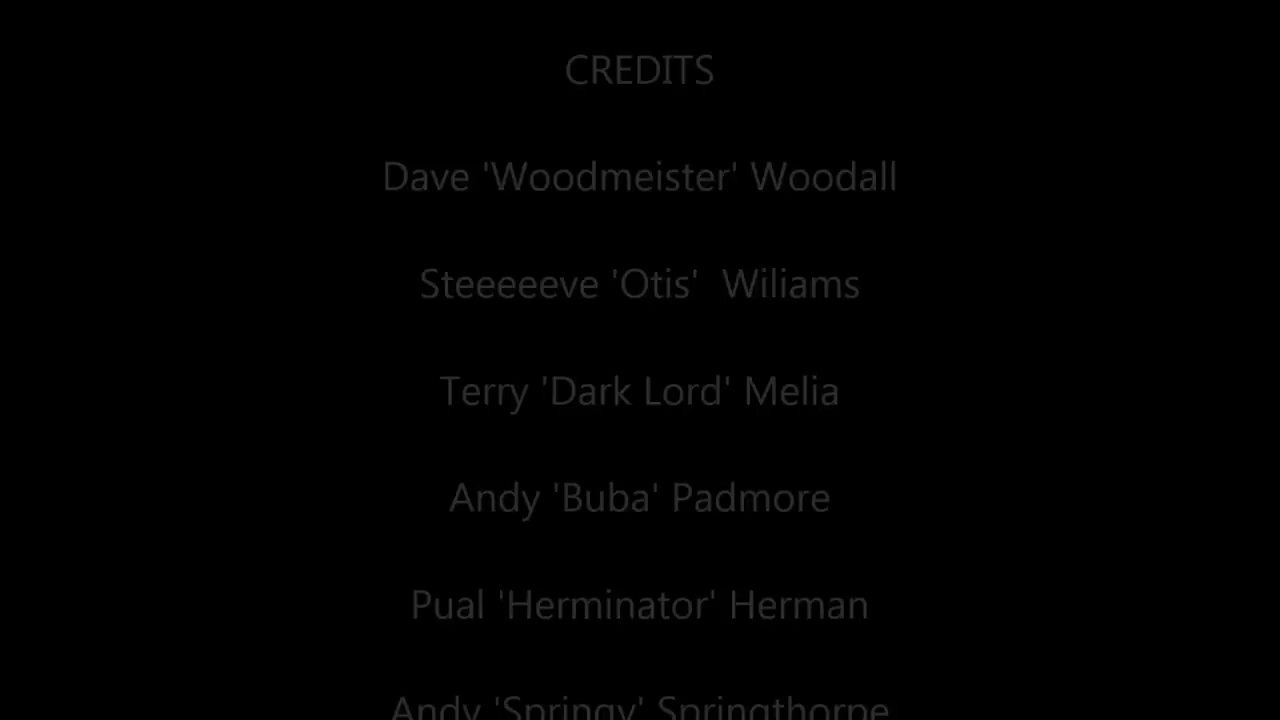 CREDITS
Dave 'Woodmeister' Woodall
Steeeeeve 'Otis'  Wiliams
Terry 'Dark Lord' Melia
Andy 'Buba' Padmore
Pual 'Herminator' Herman
Andy 'Springy' Springthorpe